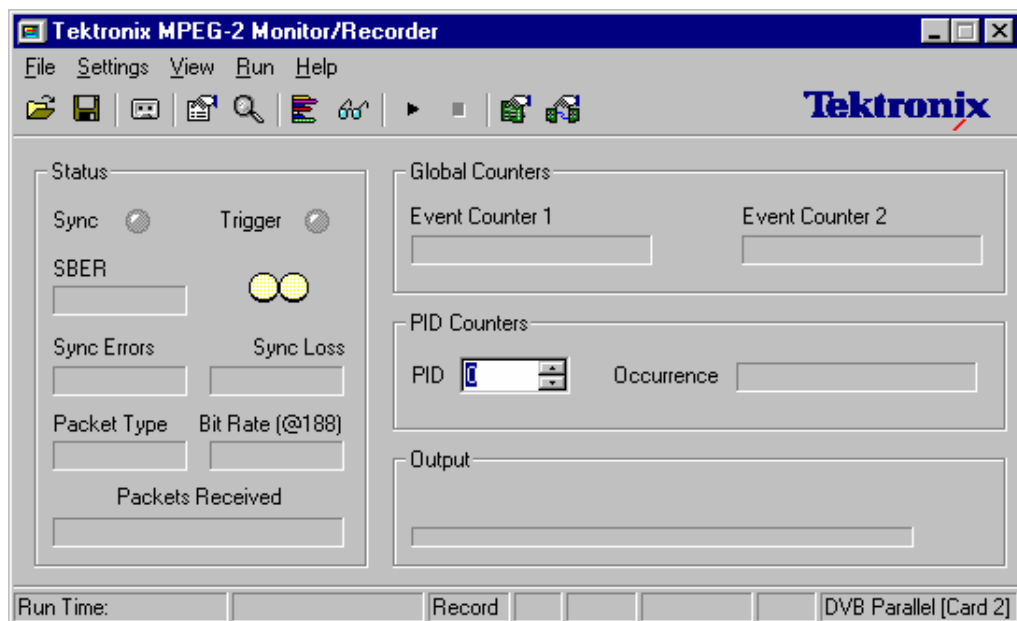 Tektronix MPEG-2 Monitor/Recorder
File Settings View Run Help
Tektronix
Status
Sync Trigger
SBER
Sync Errors Sync Loss
Packet Type Bit Rate (@188)
Packets Received
Global Counters
Event Counter 1 Event Counter 2
PID Counters
PID 0 Occurrence
Output
Run Time: Record DVB Parallel [Card 2]